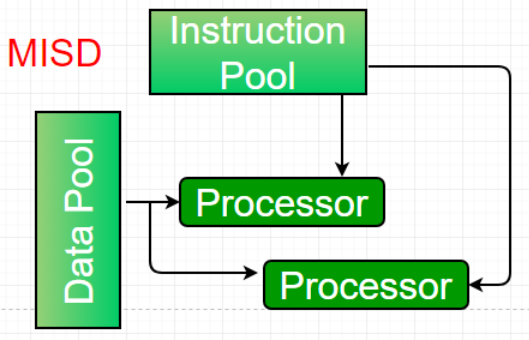 MISD
Instruction
Pool
Data Pool
Processor
Processor